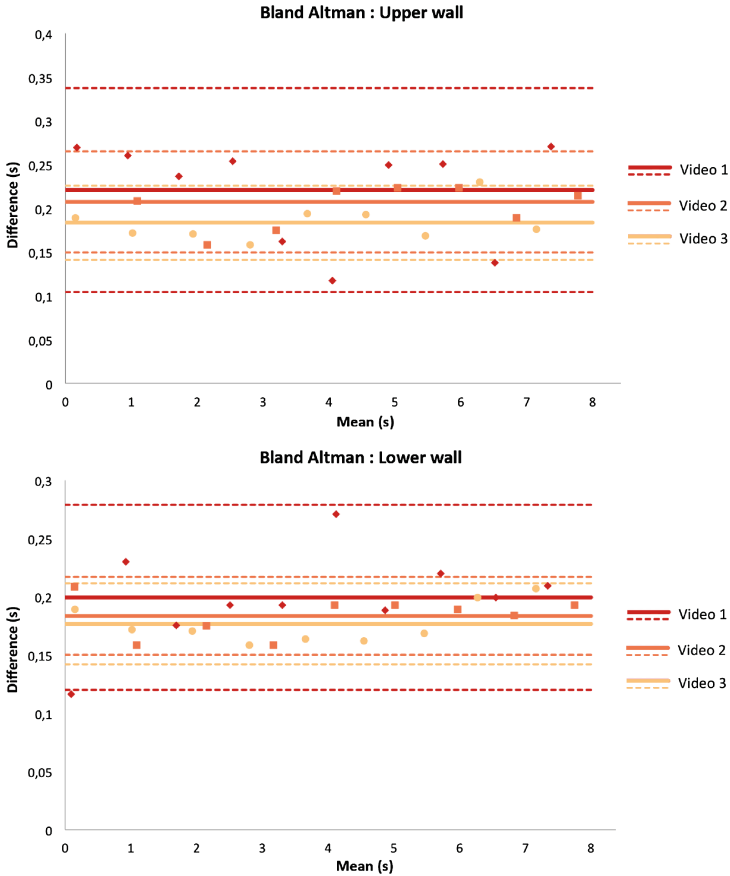 Bland Altman : Upper wall
0,4
0,35
0,3
0,25
0,2
0,15
0,1
0,05
0
Difference (s)
0 1 2 3 4 5 6 7 8
Mean (s)
Video 1
Video 2
Video 3
Bland Altman : Lower wall
0,3
0,25
0,2
0,15
0,1
0,05
0
Difference (s)
0 1 2 3 4 5 6 7 8
Mean (s)
Video 1
Video 2
Video 3